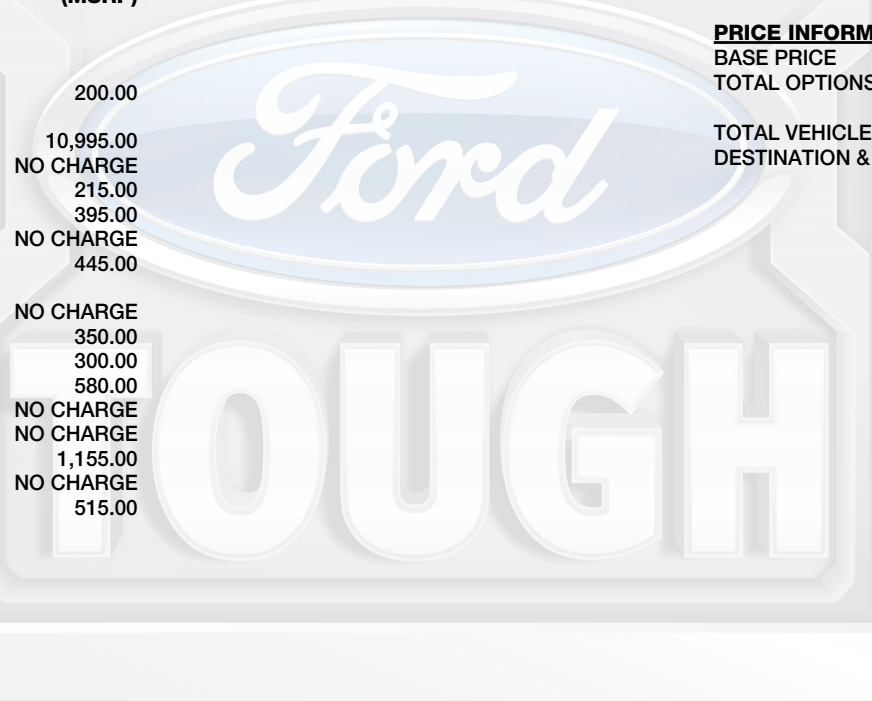 (MSRP)
200.00
10,995.00
NO CHARGE
215.00
395.00
NO CHARGE
445.00
NO CHARGE
350.00
300.00
580.00
NO CHARGE
NO CHARGE
1,155.00
NO CHARGE
515.00
PRICE INFORM
BASE PRICE
TOTAL OPTIONS
TOTAL VEHICLE
DESTINATION &
Ford
TOUGH